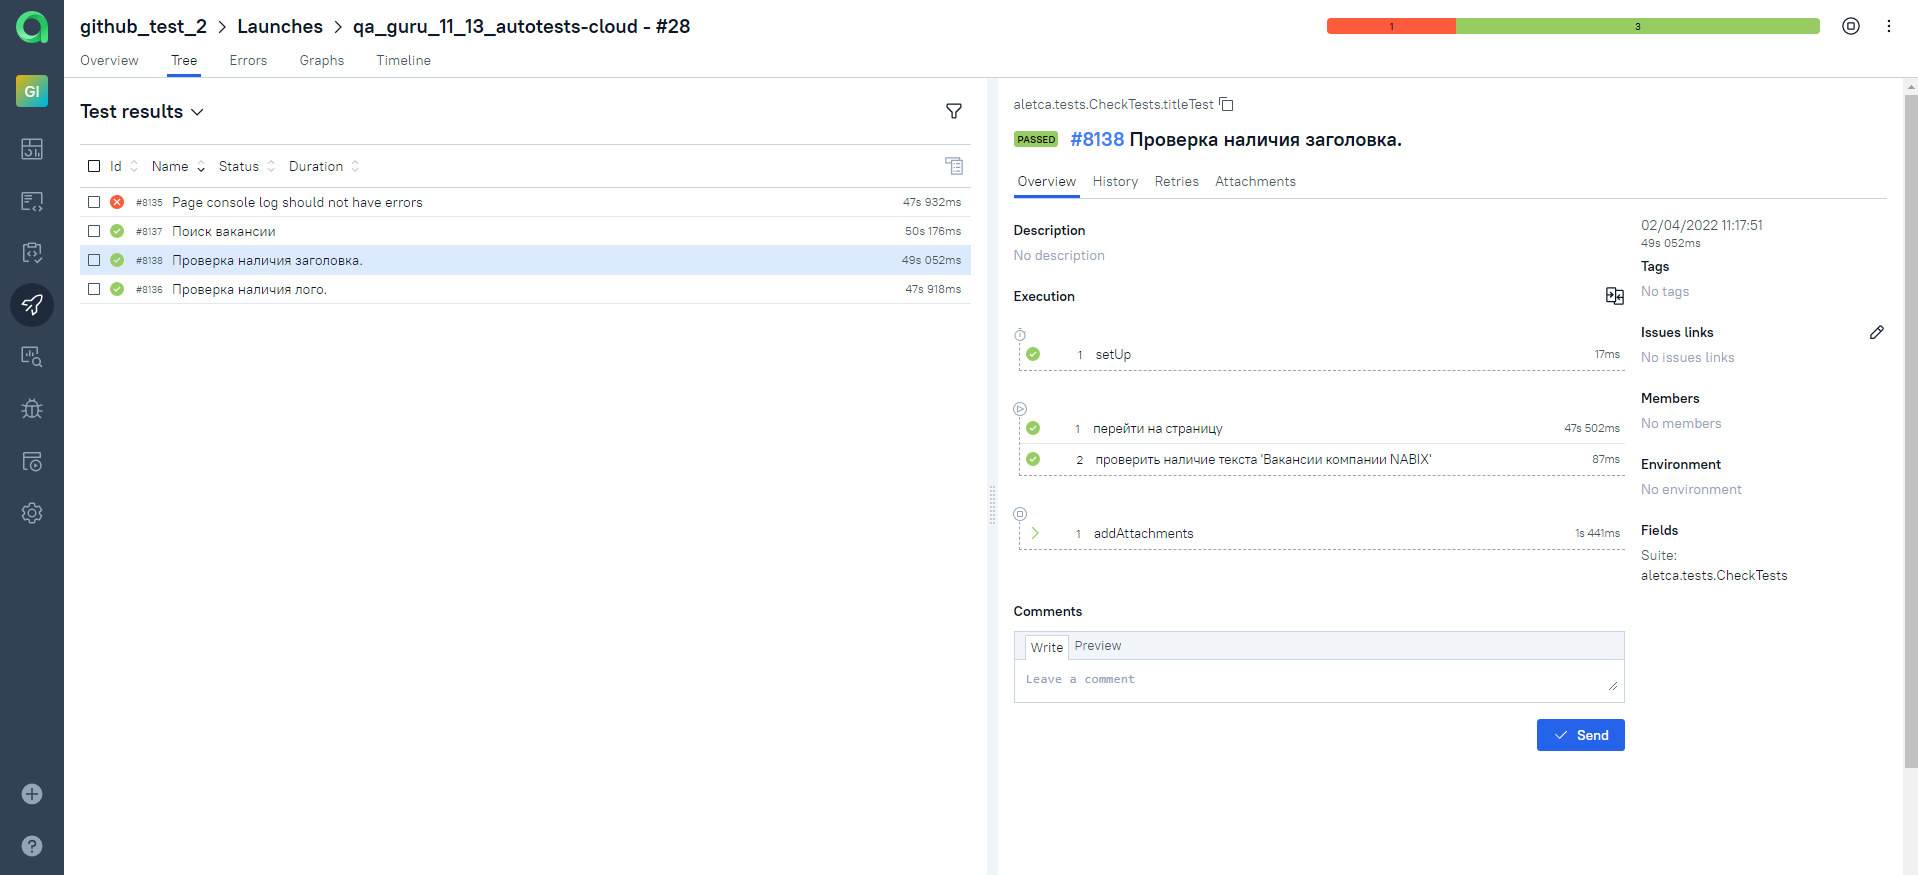 github_test_2 > Launches > qa_guru_11_13_autotests-cloud - #28
1
3
Overview Tree Errors Graphs Timeline
GI
Test results
Id Name Status Duration
#8135 Page console log should not have errors 47s 932ms
#8137 Поиск вакансии 50s 176ms
#8138 Проверка наличия заголовка. 49s 052ms
#8136 Проверка наличия лого. 47s 918ms
aletca.tests.CheckTests.titleTest
PASSED #8138 Проверка наличия заголовка.
Overview History Retries Attachments
Description
No description
Execution
1 setUp 17ms
1 перейти на страницу 47s 502ms
2 проверить наличие текста 'Вакансии компании NABIX' 87ms
1 addAttachments 1s 441ms
Comments
Write Preview
Leave a comment
Send
02/04/2022 11:17:51
49s 052ms
Tags
No tags
Issues links
No issues links
Members
No members
Environment
No environment
Fields
Suite:
aletca.tests.CheckTests